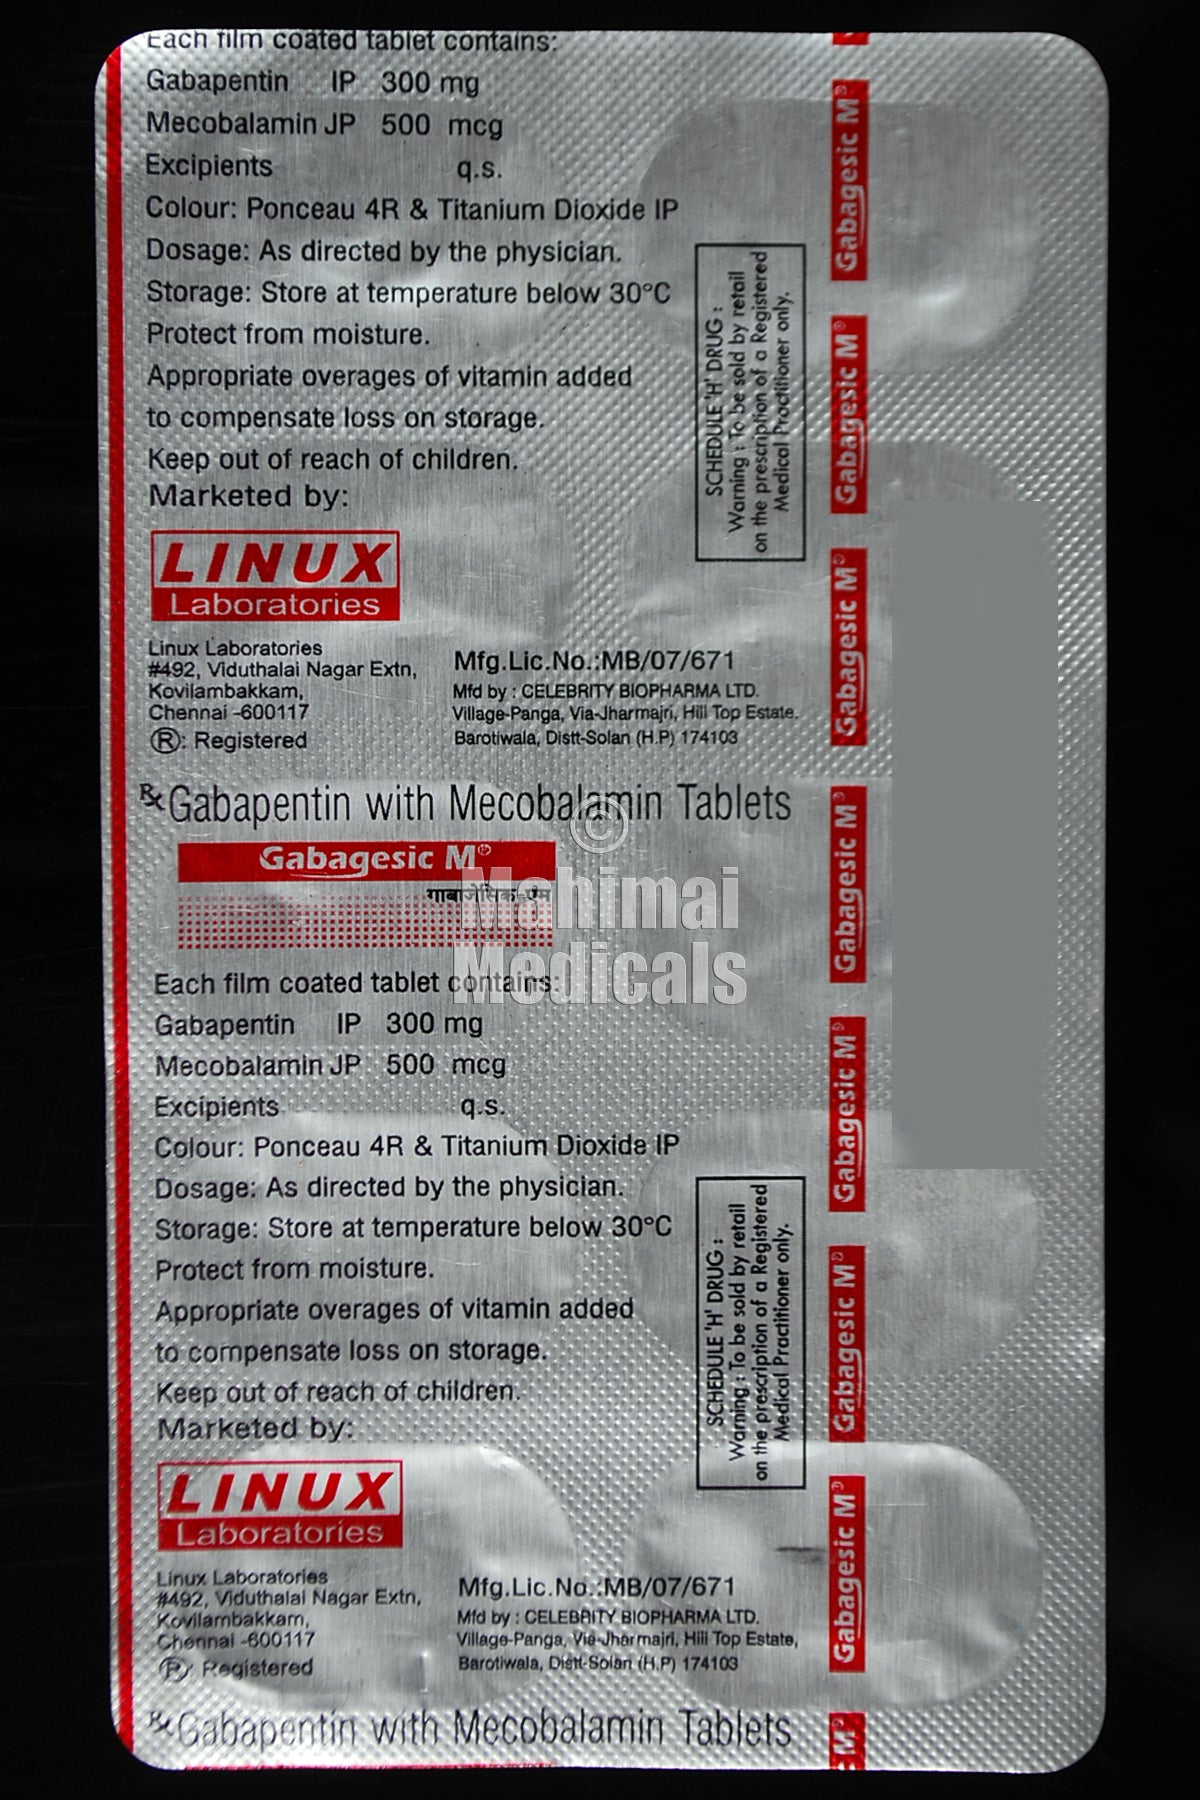 Each film coated tablet contains:
Gabapentin IP 300 mg
Mecobalamin JP 500 mcg
Excipients q.s.
Colour: Ponceau 4R & Titanium Dioxide IP
Dosage: As directed by the physician.
Storage: Store at temperature below 30°C
Protect from moisture.
Appropriate overages of vitamin added
to compensate loss on storage.
Keep out of reach of children.
Marketed by:
LINUX
Laboratories
Linux Laboratories
#492, Viduthalai Nagar Extn,
Kovilambakkam,
Chennai -600117
®: Registered
Mfg.Lic.No.:MB/07/671
Mfd by : CELEBRITY BIOPHARMA LTD.
Village-Panga, Via-Jharmajri, Hill Top Estate.
Barotiwala, Distt-Solan (H.P) 174103
SCHEDULE 'H' DRUG :
Warning : To be sold by retail
on the prescription of a Registered
Medical Practitioner only.
℞ Gabapentin with Mecobalamin Tablets
Gabagesic M®
गाबाजेसिक-एम
©
Mahimai
Medicals
Each film coated tablet contains:
Gabapentin IP 300 mg
Mecobalamin JP 500 mcg
Excipients q.s.
Colour: Ponceau 4R & Titanium Dioxide IP
Dosage: As directed by the physician.
Storage: Store at temperature below 30°C
Protect from moisture.
Appropriate overages of vitamin added
to compensate loss on storage.
Keep out of reach of children.
Marketed by:
LINUX
Laboratories
Linux Laboratories
#492, Viduthalai Nagar Extn,
Kovilambakkam,
Chennai -600117
®: Registered
Mfg.Lic.No.:MB/07/671
Mfd by : CELEBRITY BIOPHARMA LTD.
Village-Panga, Via-Jharmajri, Hill Top Estate,
Barotiwala, Distt-Solan (H.P) 174103
SCHEDULE 'H' DRUG :
Warning : To be sold by retail
on the prescription of a Registered
Medical Practitioner only.
℞ Gabapentin with Mecobalamin Tablets
Gabagesic M®
Gabagesic M®
Gabagesic M®
Gabagesic M®
Gabagesic M®
Gabagesic M®
Gabagesic M®
M®